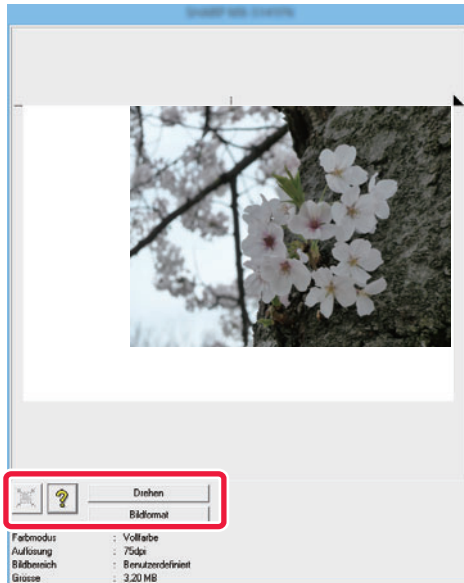 ?
Drehen
Bildformat
Farbmodus : Vollfarbe
Auflösung : 75dpi
Bildbereich : Benutzerdefiniert
Grösse : 3,20 MB